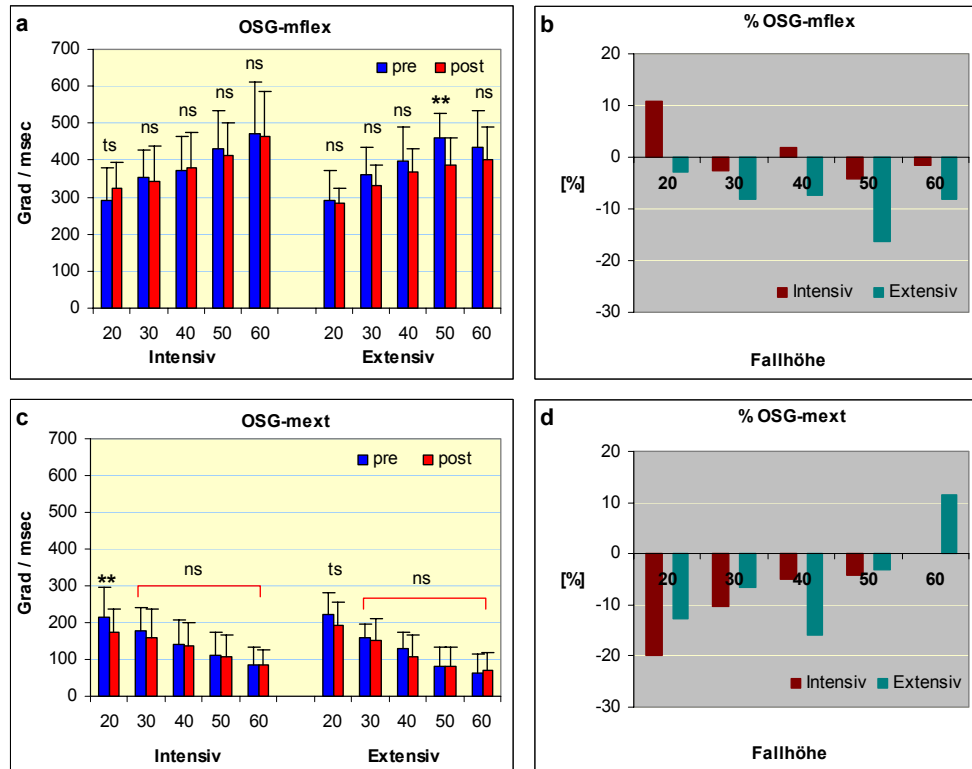 a
OSG-mflex
700
600
500
400
300
200
100
0
Grad / msec
pre post
ts ns ns ns ns ns ns ns ** ns
20 30 40 50 60 20 30 40 50 60
Intensiv Extensiv
b
% OSG-mflex
20
10
0
-10
-20
-30
[%]
20 30 40 50 60
Intensiv Extensiv
Fallhöhe
c
OSG-mext
700
600
500
400
300
200
100
0
Grad / msec
pre post
** ns ts ns
20 30 40 50 60 20 30 40 50 60
Intensiv Extensiv
d
% OSG-mext
20
10
0
-10
-20
-30
[%]
20 30 40 50 60
Intensiv Extensiv
Fallhöhe